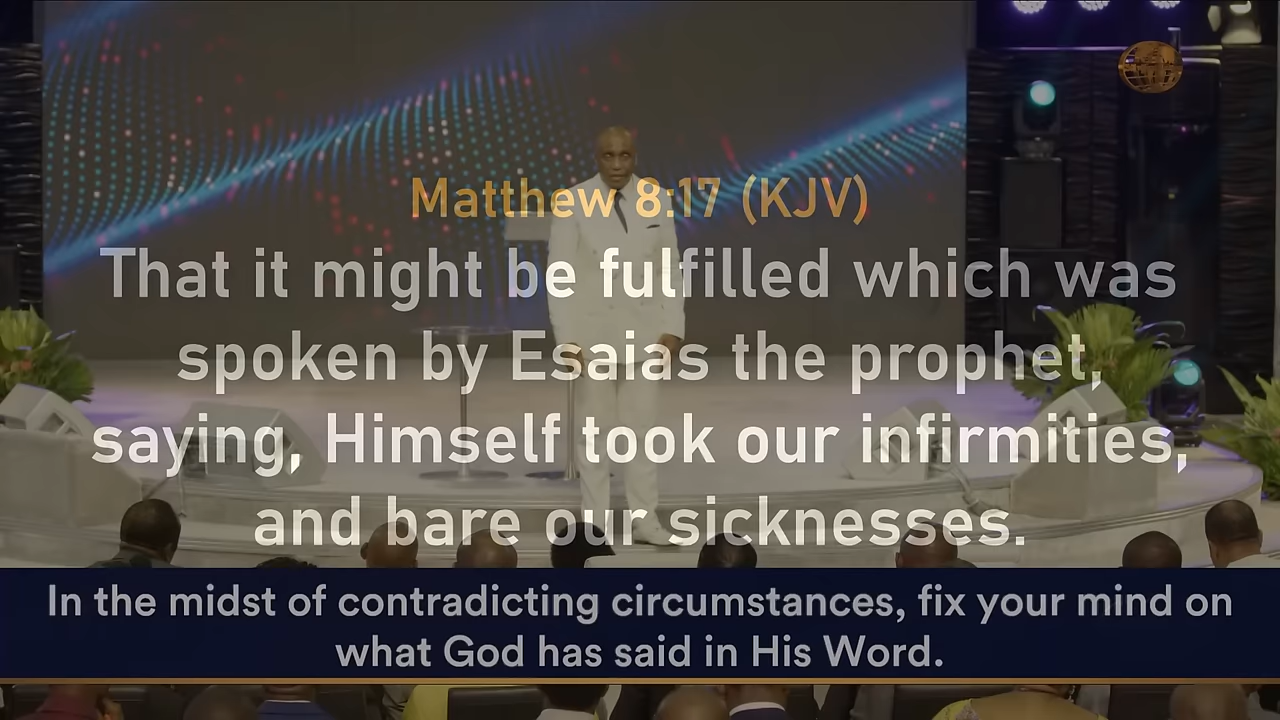 Matthew 8:17 (KJV)
That it might be fulfilled which was
spoken by Esaias the prophet,
saying, Himself took our infirmities,
and bare our sicknesses.
In the midst of contradicting circumstances, fix your mind on
what God has said in His Word.